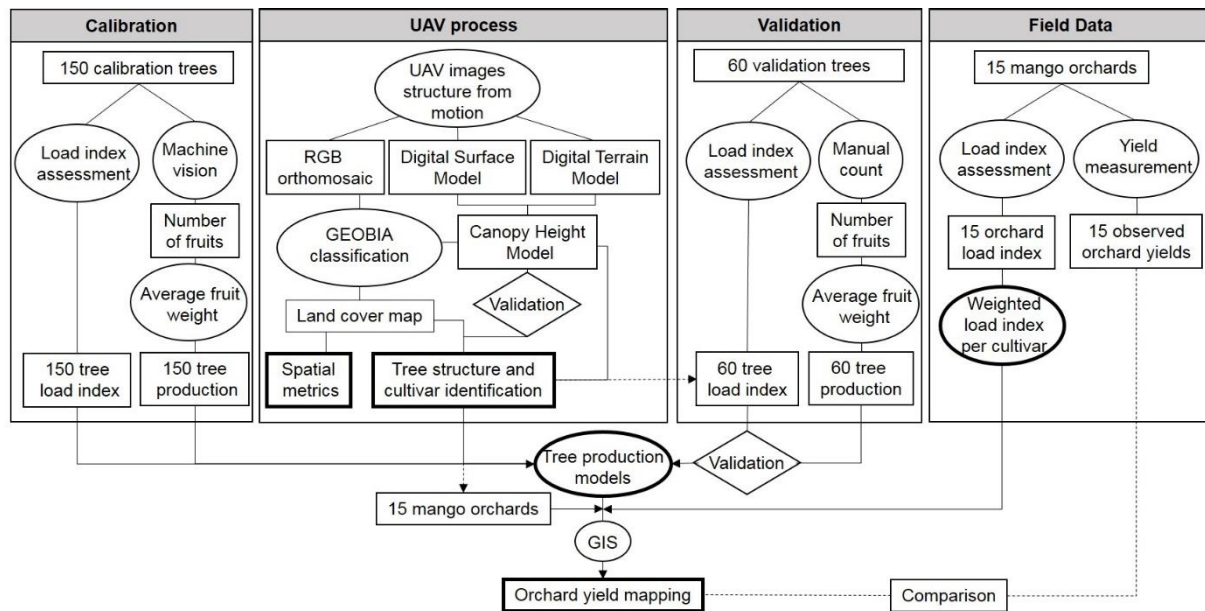 Calibration
150 calibration trees
Load index
assessment
Machine
vision
Number
of fruits
Average fruit
weight
150 tree
load index
150 tree
production
UAV process
UAV images
structure from
motion
RGB
orthomosaic
Digital Surface
Model
Digital Terrain
Model
GEOBIA
classification
Canopy Height
Model
Validation
Land cover map
Spatial
metrics
Tree structure and
cultivar identification
Validation
60 validation trees
Load index
assessment
Manual
count
Number
of fruits
Average fruit
weight
60 tree
load index
60 tree
production
Field Data
15 mango orchards
Load index
assessment
Yield
measurement
15 orchard
load index
15 observed
orchard yields
Weighted
load index
per cultivar
Tree production
models
Validation
15 mango orchards
GIS
Orchard yield mapping
Comparison